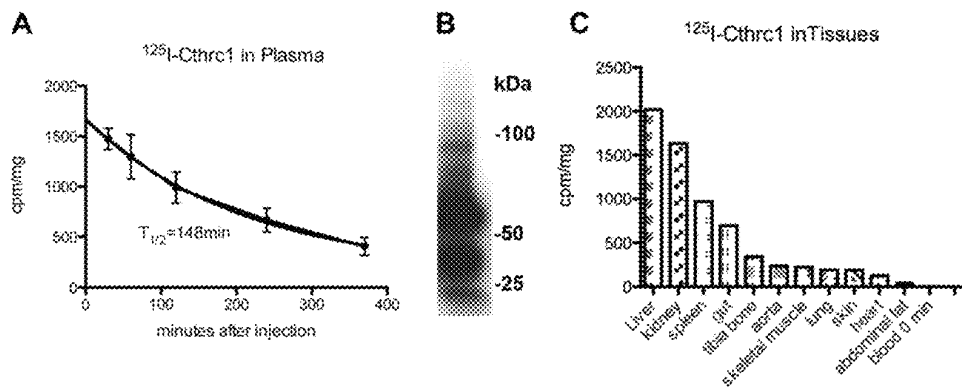 A
¹²⁵I-Cthrc1 in Plasma
cpm/mg
2000
1500
1000
500
0
T₁/₂=148min
0 100 200 300 400
minutes after injection
B
kDa
-100
-50
-25
C
¹²⁵I-Cthrc1 inTissues
cpm/mg
2500
2000
1500
1000
500
0
Liver
kidney
spleen
gut
tibia bone
aorta
skeletal muscle
lung
skin
heart
abdominal fat
blood 0 min